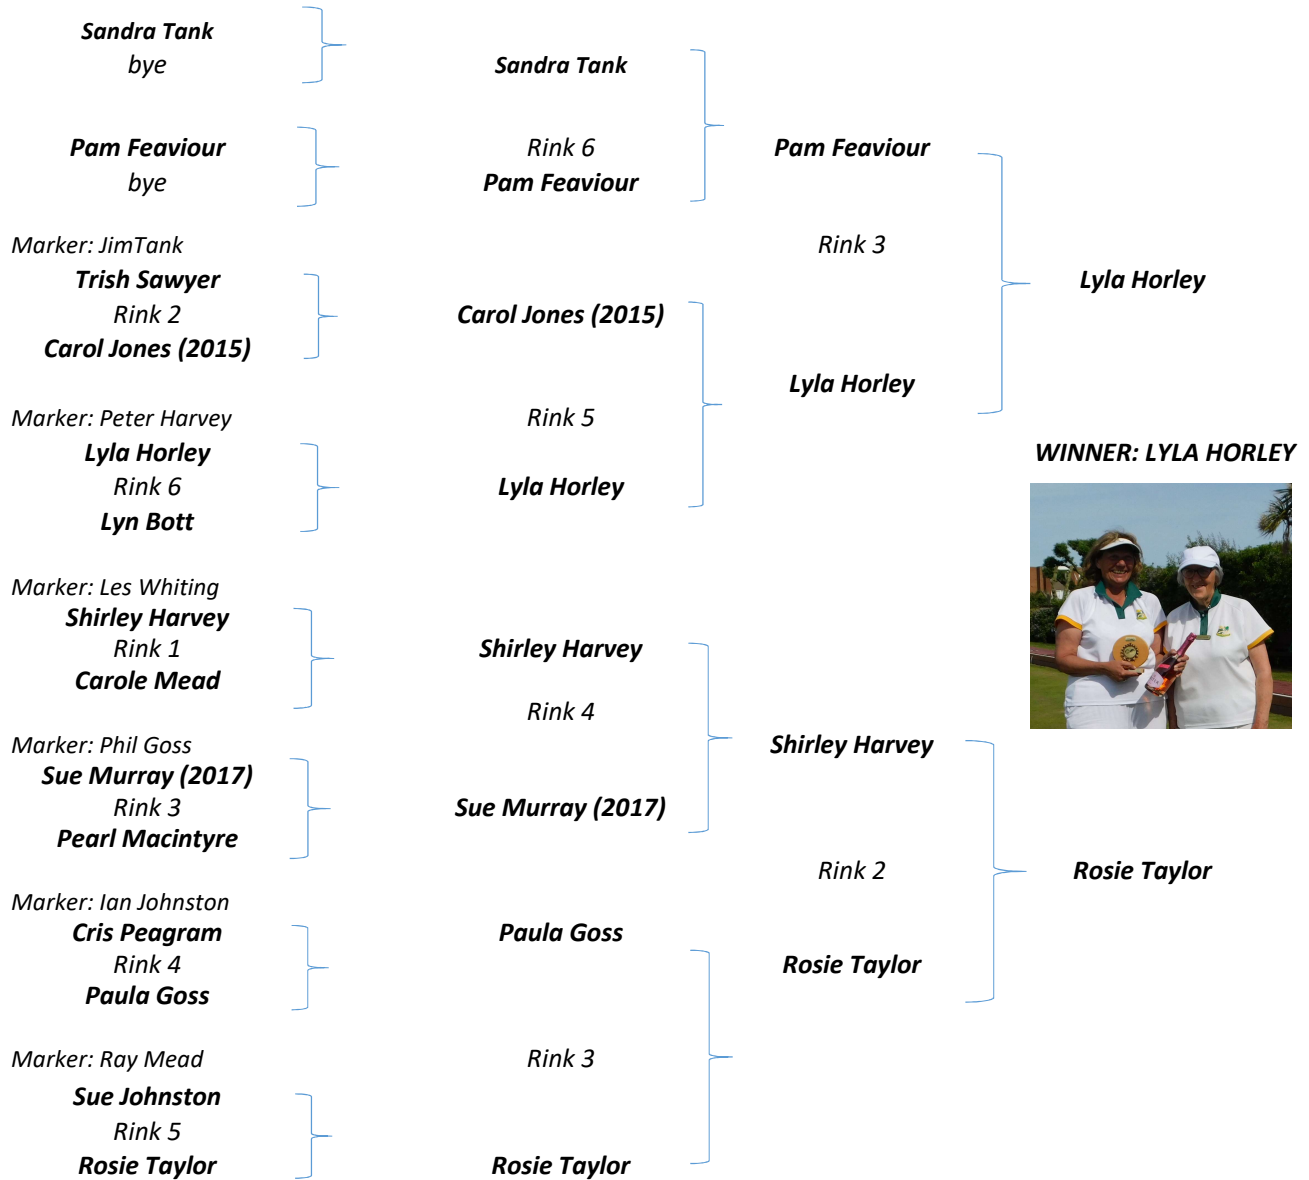 Sandra Tank
bye
Pam Feaviour
bye
Marker: JimTank
Trish Sawyer
Rink 2
Carol Jones (2015)
Marker: Peter Harvey
Lyla Horley
Rink 6
Lyn Bott
Marker: Les Whiting
Shirley Harvey
Rink 1
Carole Mead
Marker: Phil Goss
Sue Murray (2017)
Rink 3
Pearl Macintyre
Marker: Ian Johnston
Cris Peagram
Rink 4
Paula Goss
Marker: Ray Mead
Sue Johnston
Rink 5
Rosie Taylor
Sandra Tank
Rink 6
Pam Feaviour
Carol Jones (2015)
Rink 5
Lyla Horley
Shirley Harvey
Rink 4
Sue Murray (2017)
Paula Goss
Rink 3
Rosie Taylor
Pam Feaviour
Rink 3
Lyla Horley
Shirley Harvey
Rink 2
Rosie Taylor
Lyla Horley
WINNER: LYLA HORLEY
Rosie Taylor